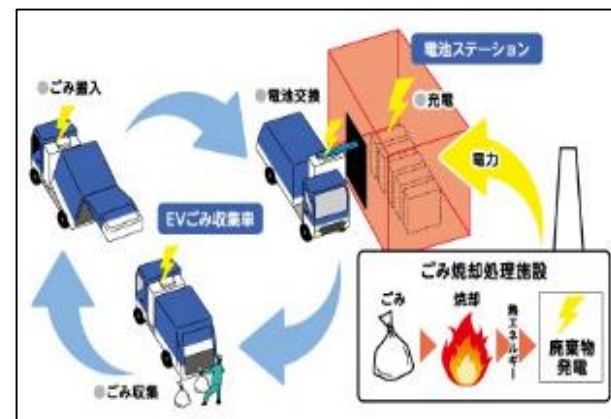 電池ステーション
ごみ搬入
電池交換
充電
電力
EVごみ収集車
ごみ焼却処理施設
ごみ
焼却
熱エネルギー
廃棄物
発電
ごみ収集